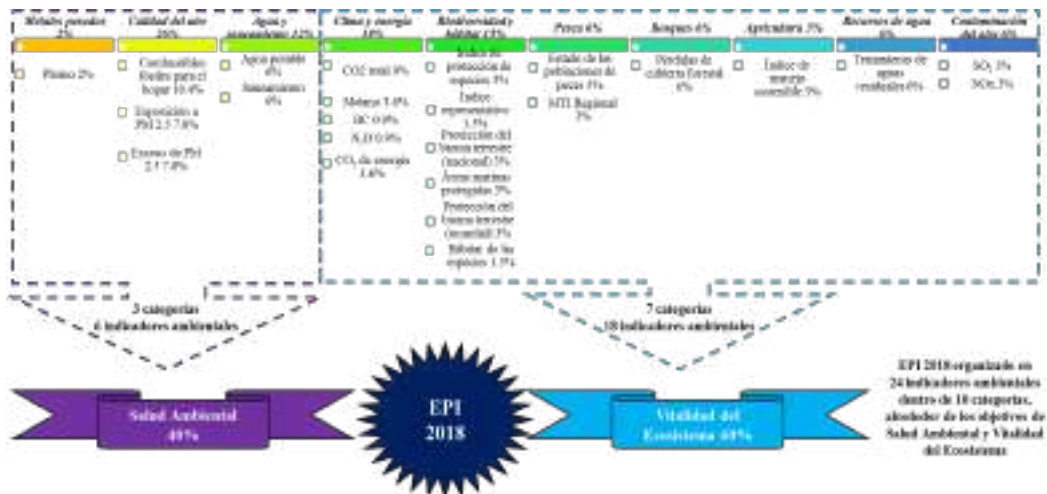 Metales pesados
2%
Plomo 2%
Calidad del aire
26%
Combustibles
fósiles para el
hogar 10.4%
Exposición a
PM 2.5 7.8%
Exceso de PM
2.5 7.8%
Agua y
saneamiento 12%
Agua potable
6%
Saneamiento
6%
Clima y energía
18%
CO2 total 9%
Metano 3.6%
N₂O 0.9%
CO₂ de energía
Biodiversidad y
hábitat 15%
Índice de
protección de
especies 3%
Índice
representativo
1.5%
Protección del
bioma terrestre
(nacional) 3%
Áreas marinas
protegidas 3%
Protección del
bioma terrestre
(mundial) 3%
Hábitat de las
especies 1.5%
Pesca 6%
Estado de las
poblaciones de
peces 3%
MTI Regional
3%
Bosques 6%
Pérdidas de
cubierta forestal
6%
Agricultura 3%
Índice de
manejo
sostenible 3%
Recursos de agua
6%
Tratamiento de
aguas
residuales 6%
Contaminación
del aire 6%
SO₂ 3%
NOx 3%
3 categorías
6 indicadores ambientales
7 categorías
18 indicadores ambientales
Salud Ambiental
40%
EPI
2018
Vitalidad del
Ecosistema 60%
EPI 2018 organizado en
24 indicadores ambientales
dentro de 10 categorías,
alrededor de los objetivos de
Salud Ambiental y Vitalidad
del Ecosistema